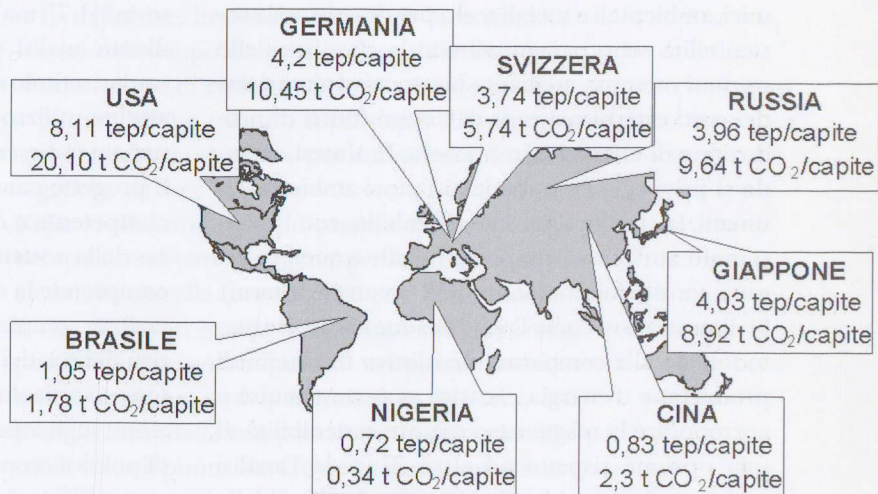 GERMANIA
4,2 tep/capite
10,45 t CO₂/capite
SVIZZERA
3,74 tep/capite
5,74 t CO₂/capite
USA
8,11 tep/capite
20,10 t CO₂/capite
RUSSIA
3,96 tep/capite
9,64 t CO₂/capite
GIAPPONE
4,03 tep/capite
8,92 t CO₂/capite
BRASILE
1,05 tep/capite
1,78 t CO₂/capite
NIGERIA
0,72 tep/capite
0,34 t CO₂/capite
CINA
0,83 tep/capite
2,3 t CO₂/capite